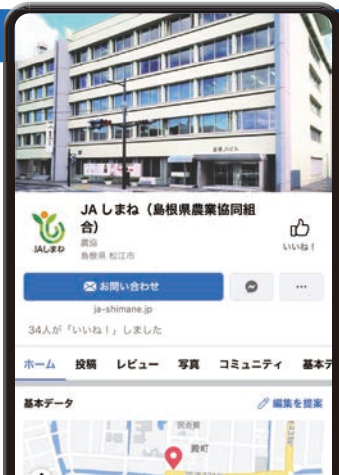 JAしまね（島根県農業協同組合）
いいね！
JAしまね
農協
島根県 松江市
お問い合わせ
ja-shimane.jp
34人が「いいね！」しました
ホーム 投稿 レビュー 写真 コミュニティ 基本デ
基本データ
編集を提案
殿町